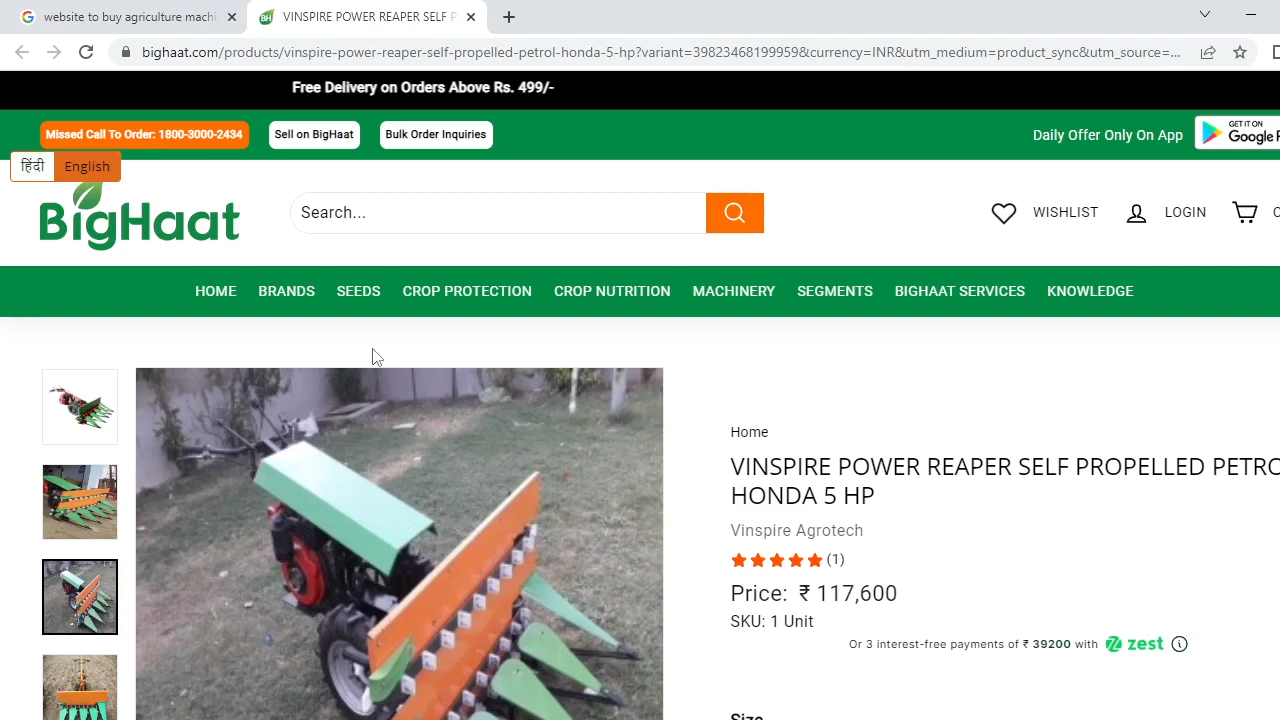 website to buy agriculture machi
VINSPIRE POWER REAPER SELF P
bighaat.com/products/vinspire-power-reaper-self-propelled-petrol-honda-5-hp?variant=39823468199959&currency=INR&utm_medium=product_sync&utm_source=...
Free Delivery on Orders Above Rs. 499/-
Missed Call To Order: 1800-3000-2434
Sell on BigHaat
Bulk Order Inquiries
Daily Offer Only On App
GET IT ON
Google P
हिंदी
English
BigHaat
Search...
WISHLIST
LOGIN
HOME BRANDS SEEDS CROP PROTECTION CROP NUTRITION MACHINERY SEGMENTS BIGHAAT SERVICES KNOWLEDGE
Home
VINSPIRE POWER REAPER SELF PROPELLED PETRO
HONDA 5 HP
Vinspire Agrotech
(1)
Price: ₹ 117,600
SKU: 1 Unit
Or 3 interest-free payments of ₹ 39200 with zest
Size